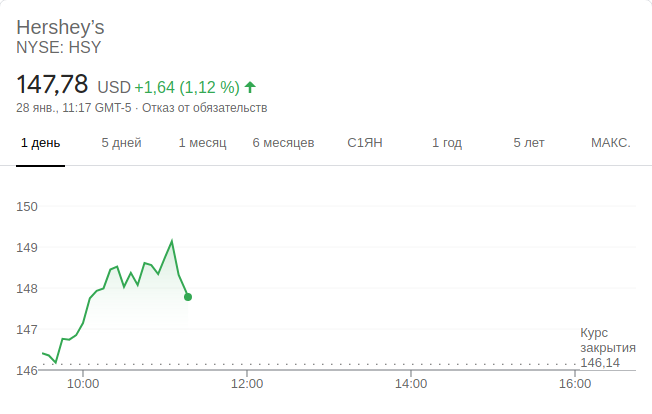 Hershey’s
NYSE: HSY
147,78 USD +1,64 (1,12 %)
28 янв., 11:17 GMT-5 · Отказ от обязательств
1 день 5 дней 1 месяц 6 месяцев С1ЯН 1 год 5 лет МАКС.
150
149
148
147
Курс
закрытия
146,14
146
10:00 12:00 14:00 16:00